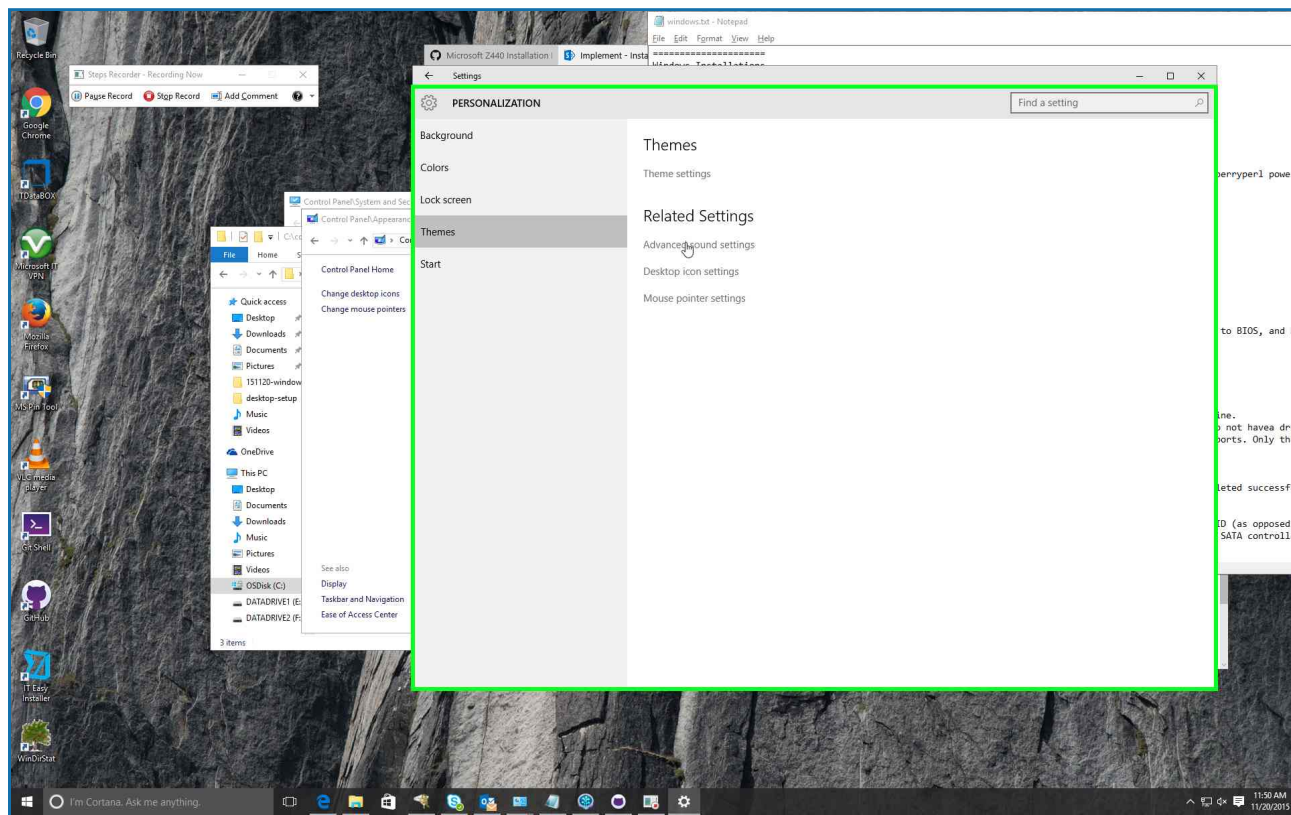 Recycle Bin
Google
Chrome
TDataBOX
Microsoft IT
VPN
Mozilla
Firefox
MS Pin Tool
VLC media
player
Git Shell
GitHub
IT Easy
Installer
WinDirStat
Steps Recorder - Recording Now
Pause Record Stop Record Add Comment
Microsoft Z440 Installation
Implement - Insta
windows.txt - Notepad
File Edit Format View Help
=====================
Windows Installations
Control Panel\System and Sec
Control Panel\Appearanc
Control Panel Home
Change desktop icons
Change mouse pointers
See also
Display
Taskbar and Navigation
Ease of Access Center
File Home
Quick access
Desktop
Downloads
Documents
Pictures
151120-window
desktop-setup
Music
Videos
OneDrive
This PC
Desktop
Documents
Downloads
Music
Pictures
Videos
OSDisk (C:)
DATADRIVE1 (E:
DATADRIVE2 (F:
3 items
Settings
PERSONALIZATION
Find a setting
Background
Colors
Lock screen
Themes
Start
Themes
Theme settings
Related Settings
Advanced sound settings
Desktop icon settings
Mouse pointer settings
erryperl powe
to BIOS, and
ine.
not havea dr
ports. Only th
leted successf
ID (as opposed
SATA controll
I'm Cortana. Ask me anything.
11:50 AM
11/20/2015